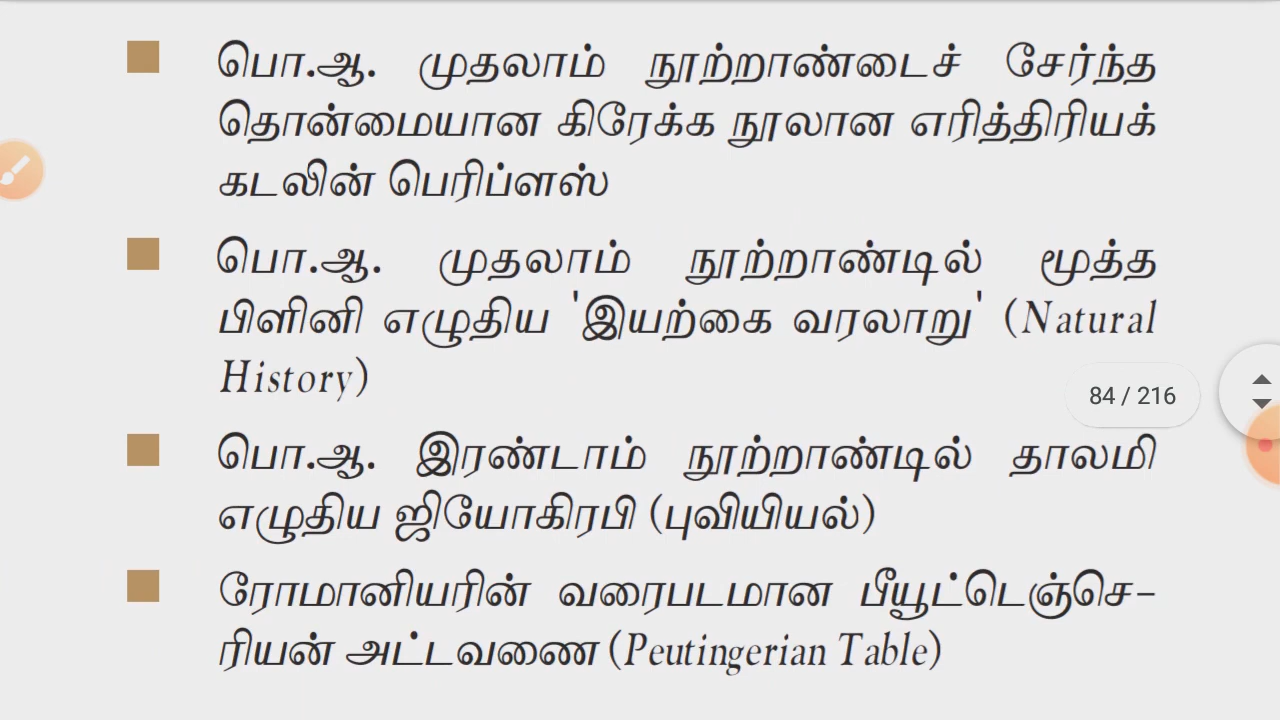 பொ.ஆ. முதலாம் நூற்றாண்டைச் சேர்ந்த
தொன்மையான கிரேக்க நூலான எரித்திரியக்
கடலின் பெரிப்ளஸ்
பொ.ஆ. முதலாம் நூற்றாண்டில் மூத்த
பிளினி எழுதிய 'இயற்கை வரலாறு' (Natural
History)
84 / 216
பொ.ஆ. இரண்டாம் நூற்றாண்டில் தாலமி
எழுதிய ஜியோகிரபி (புவியியல்)
ரோமானியரின் வரைபடமான பீயூட்டெஞ்செ-
ரியன் அட்டவணை (Peutingerian Table)